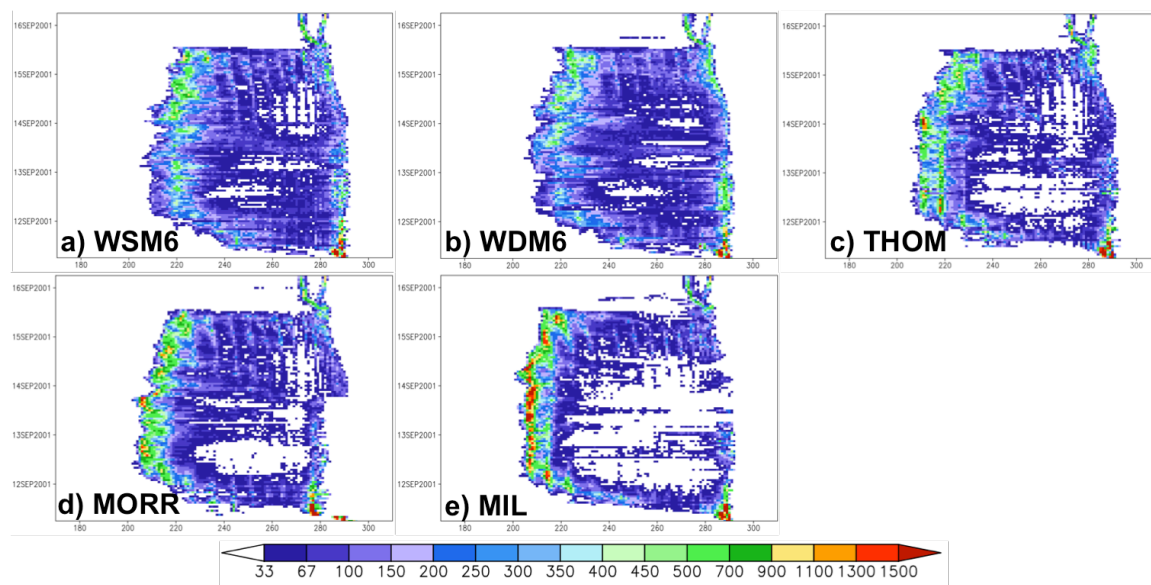 16SEP2001
15SEP2001
14SEP2001
13SEP2001
12SEP2001
180 200 220 240 260 280 300
a) WSM6
16SEP2001
15SEP2001
14SEP2001
13SEP2001
12SEP2001
180 200 220 240 260 280 300
b) WDM6
16SEP2001
15SEP2001
14SEP2001
13SEP2001
12SEP2001
180 200 220 240 260 280 300
c) THOM
16SEP2001
15SEP2001
14SEP2001
13SEP2001
12SEP2001
180 200 220 240 260 280 300
d) MORR
16SEP2001
15SEP2001
14SEP2001
13SEP2001
12SEP2001
180 200 220 240 260 280 300
e) MIL
33 67 100 150 200 250 300 350 400 450 500 700 900 1100 1300 1500